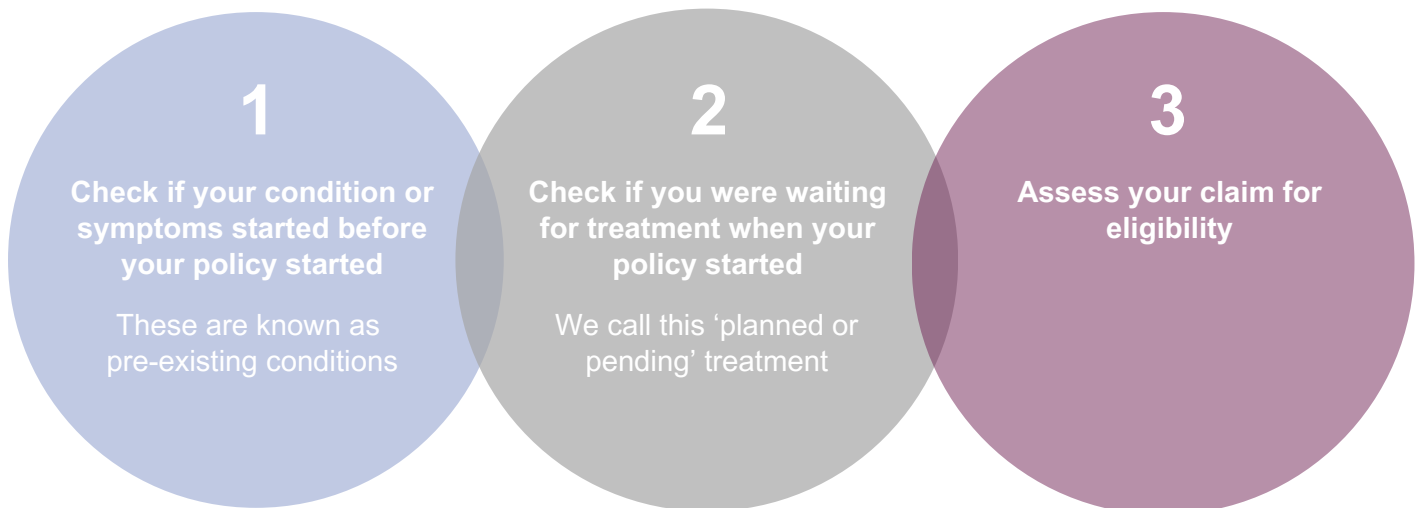 1
Check if your condition or
symptoms started before
your policy started
These are known as
pre-existing conditions
2
Check if you were waiting
for treatment when your
policy started
We call this ‘planned or
pending’ treatment
3
Assess your claim for
eligibility